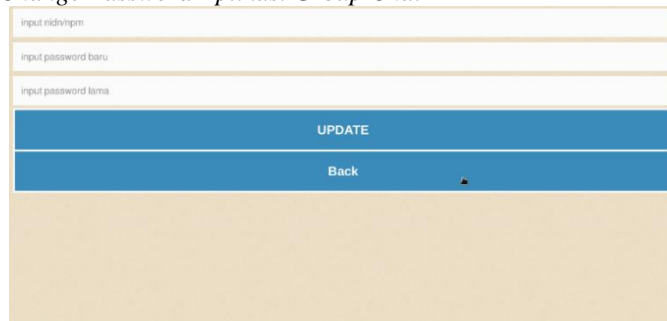 input nidn/npm
input password baru
input password lama
UPDATE
Back